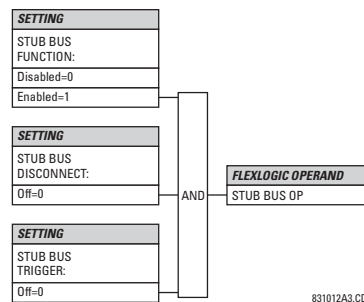 SETTING
STUB BUS
FUNCTION:
Disabled=0
Enabled=1
SETTING
STUB BUS
DISCONNECT:
Off=0
SETTING
STUB BUS
TRIGGER:
Off=0
AND
FLEXLOGIC OPERAND
STUB BUS OP
831012A3.CD